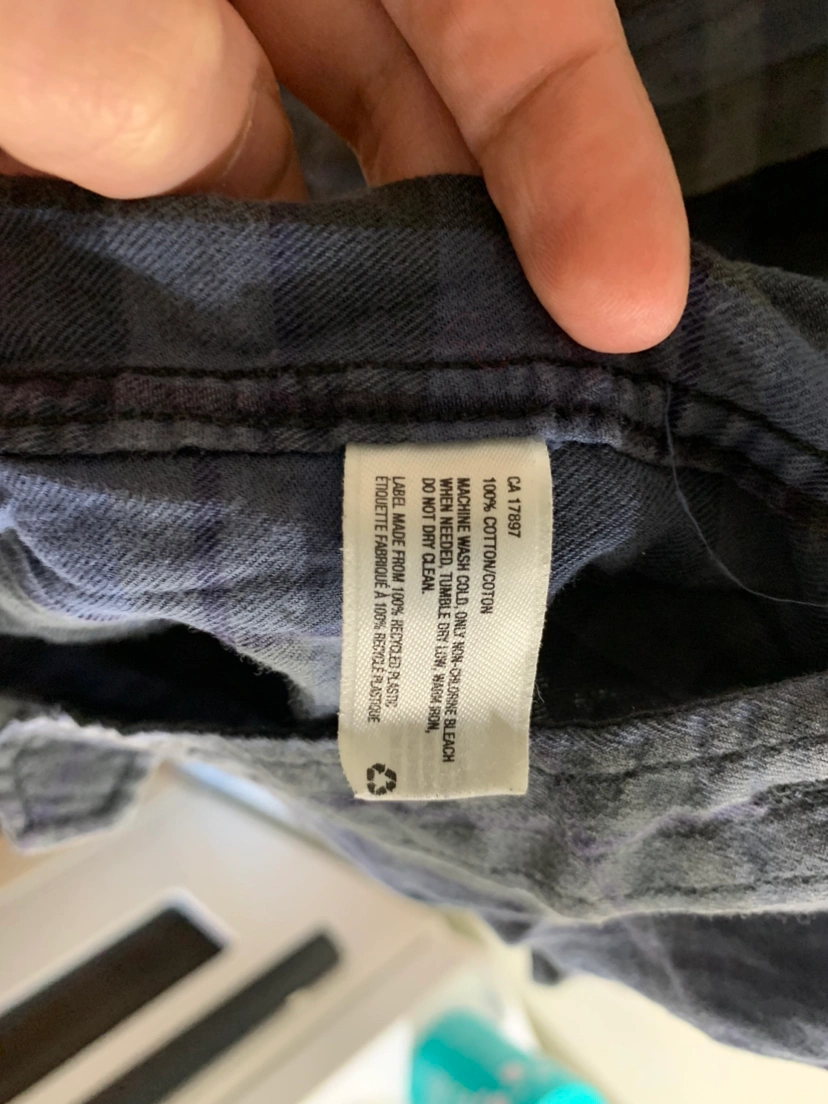 CA 17897
100% COTTON/COTON
MACHINE WASH COLD, ONLY NON-CHLORINE BLEACH
WHEN NEEDED, TUMBLE DRY LOW, WARM IRON,
DO NOT DRY CLEAN.
LABEL MADE FROM 100% RECYCLED PLASTIC
ÉTIQUETTE FABRIQUÉ À 100% RECYCLÉ PLASTIQUE